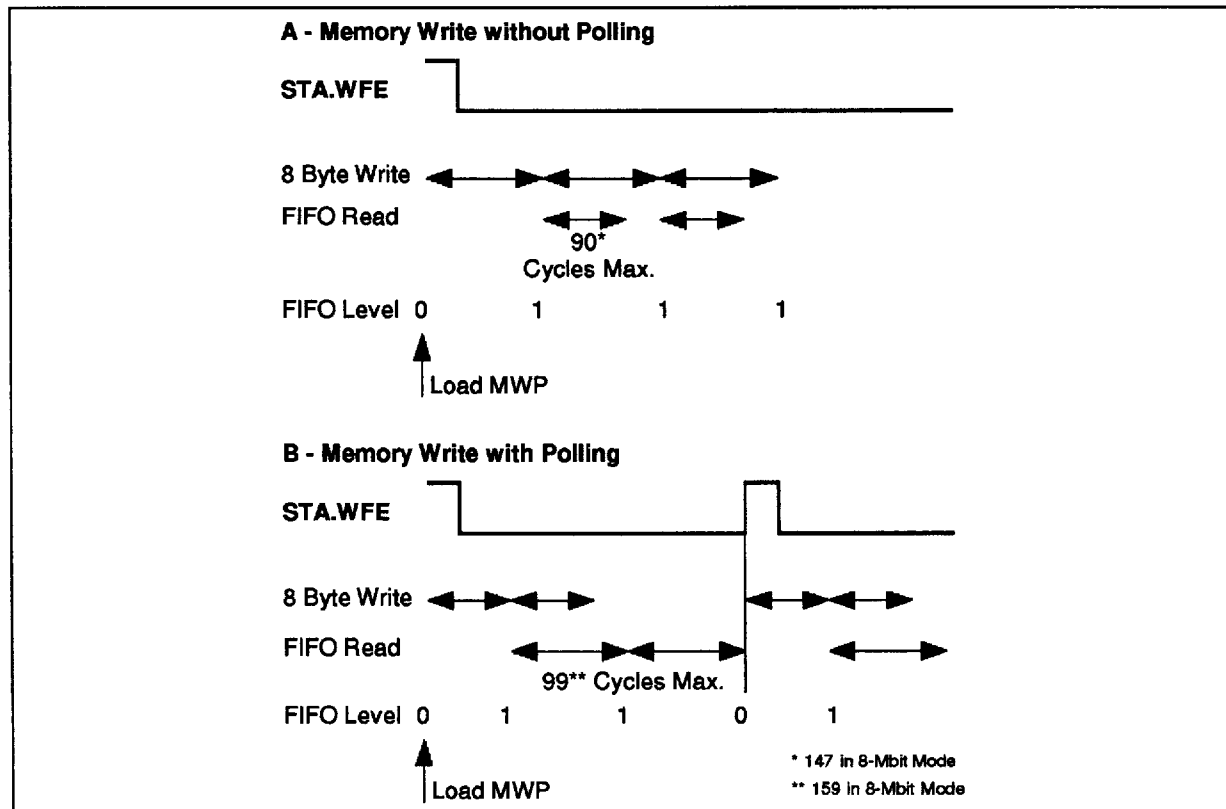 A - Memory Write without Polling
STA.WFE
8 Byte Write
FIFO Read
90*
Cycles Max.
FIFO Level 0 1 1 1
Load MWP
B - Memory Write with Polling
STA.WFE
8 Byte Write
FIFO Read
99** Cycles Max.
FIFO Level 0 1 1 0 1
Load MWP
* 147 in 8-Mbit Mode
** 159 in 8-Mbit Mode